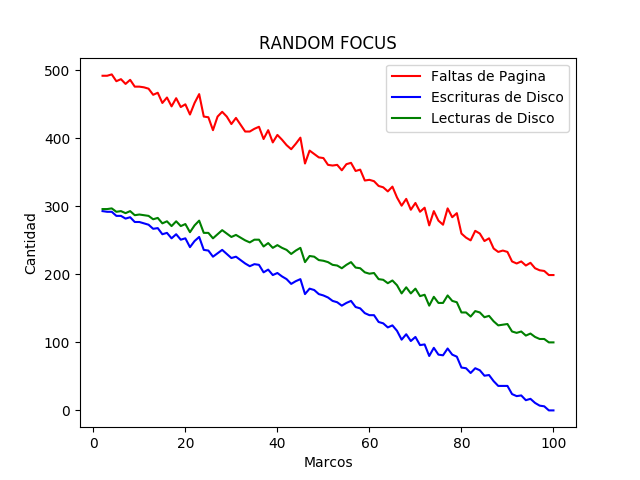 RANDOM FOCUS
Faltas de Pagina
Escrituras de Disco
Lecturas de Disco
500
400
300
200
100
0
Cantidad
0 20 40 60 80 100
Marcos